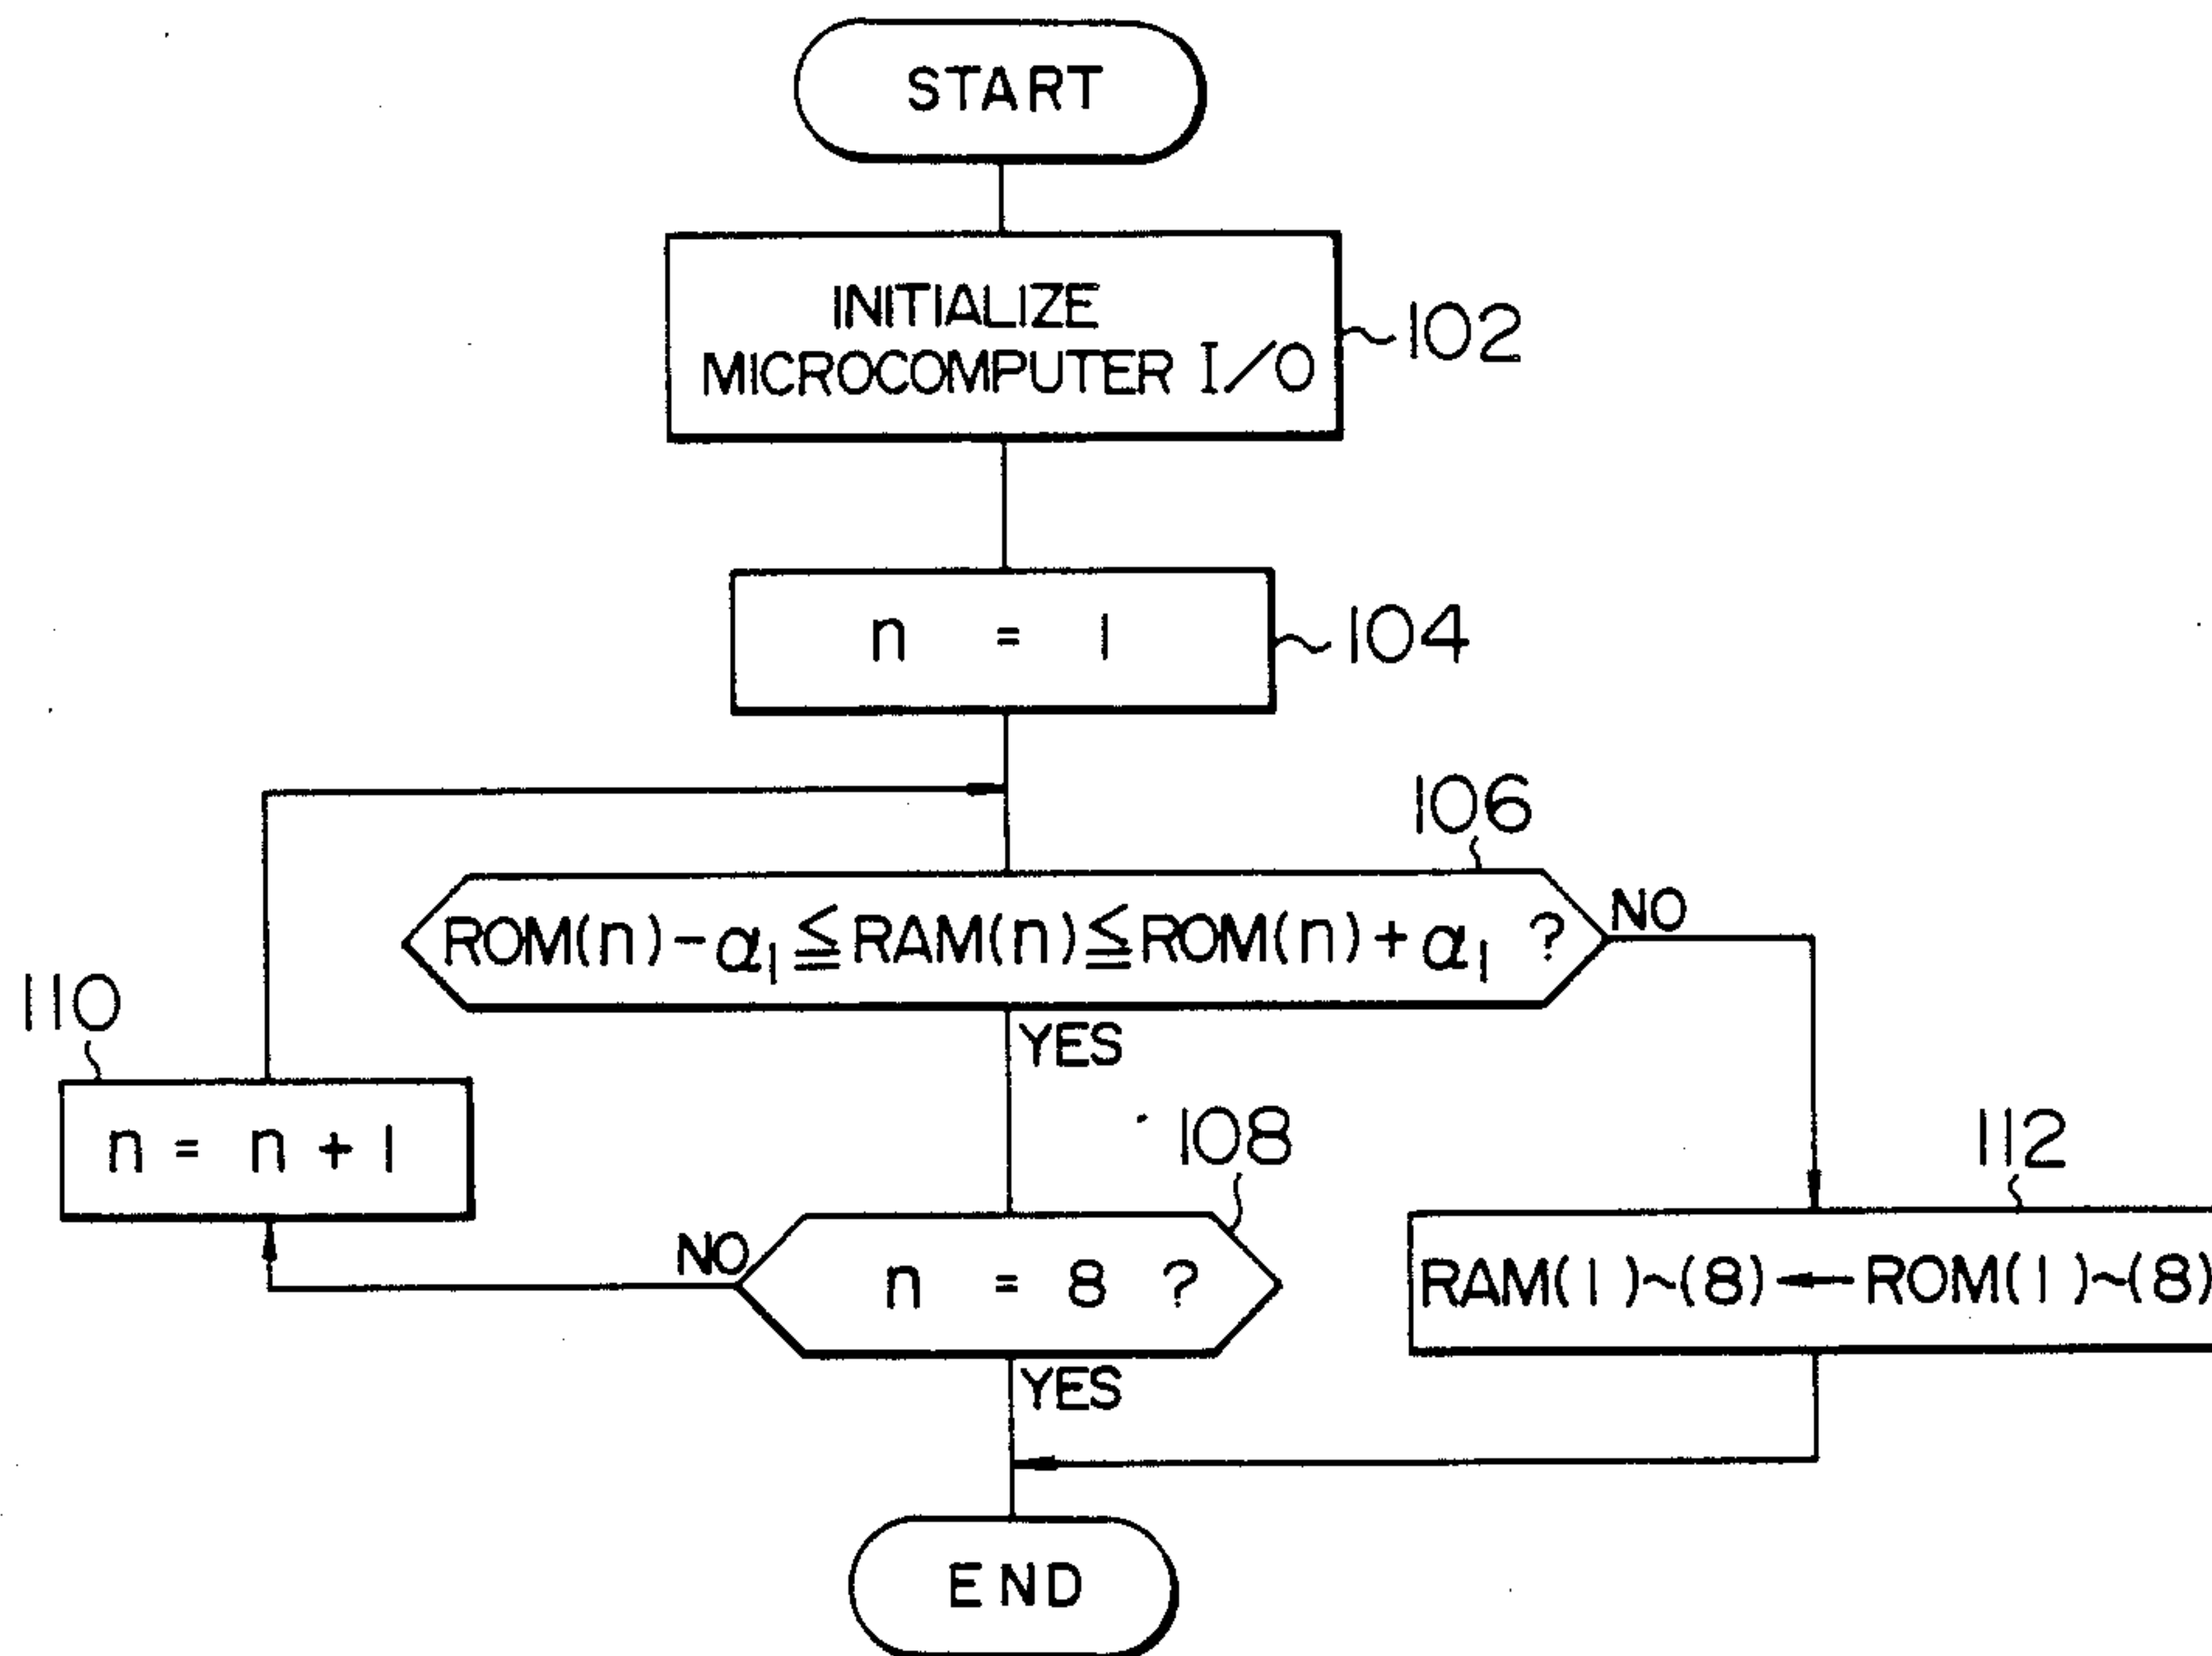 START
INITIALIZE
MICROCOMPUTER I/O
102
n = 1
104
106
ROM(n)-α₁≦RAM(n)≦ROM(n)+α₁ ?
NO
YES
110
n = n + 1
108
NO
n = 8 ?
YES
112
RAM(1)~(8)←ROM(1)~(8)
END